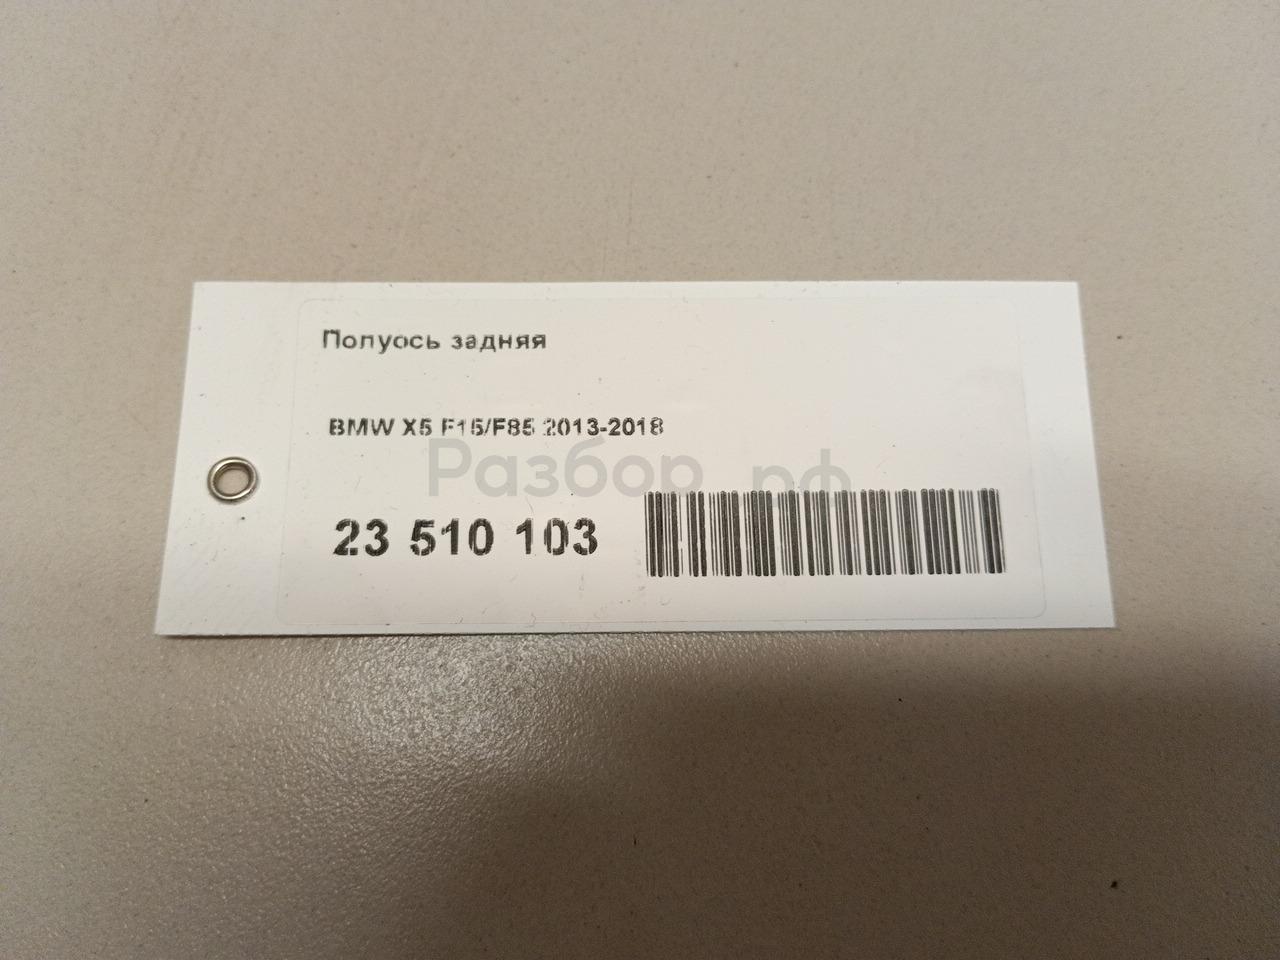 Полуось задняя
BMW X5 F15/F85 2013-2018
Разбор.рф
23 510 103